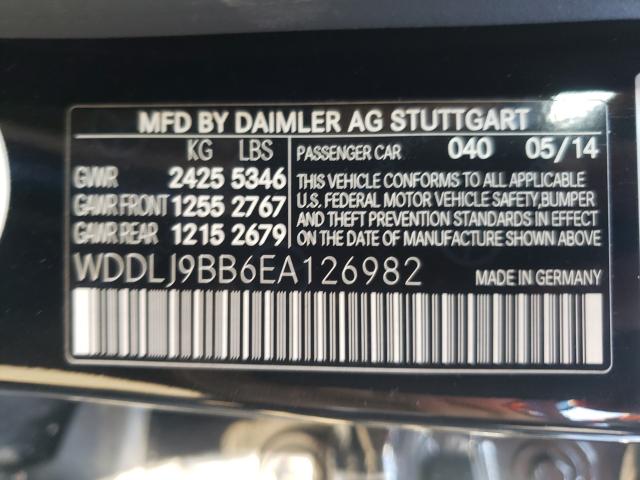 MFD BY DAIMLER AG STUTTGART
KG LBS
GVWR 2425 5346
GAWR FRONT 1255 2767
GAWR REAR 1215 2679
PASSENGER CAR 040 05/14
THIS VEHICLE CONFORMS TO ALL APPLICABLE
U.S. FEDERAL MOTOR VEHICLE SAFETY,BUMPER
AND THEFT PREVENTION STANDARDS IN EFFECT
ON THE DATE OF MANUFACTURE SHOWN ABOVE
WDDLJ9BB6EA126982
MADE IN GERMANY